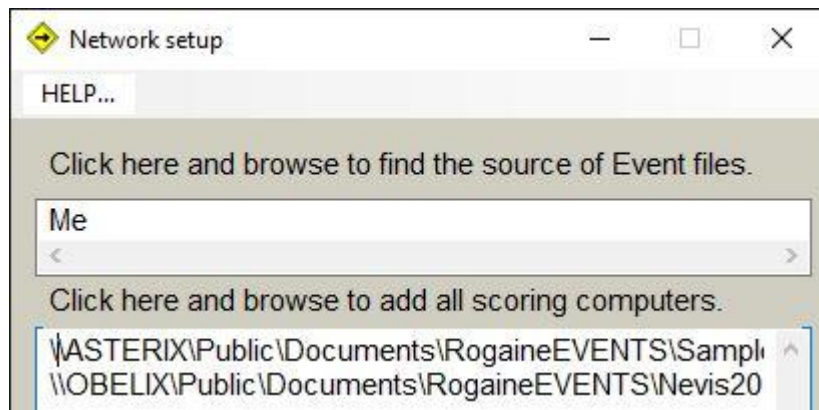 Network setup
HELP...
Click here and browse to find the source of Event files.
Me
Click here and browse to add all scoring computers.
\\ASTERIX\Public\Documents\RogaineEVENTS\Sample
\\OBELIX\Public\Documents\RogaineEVENTS\Nevis20